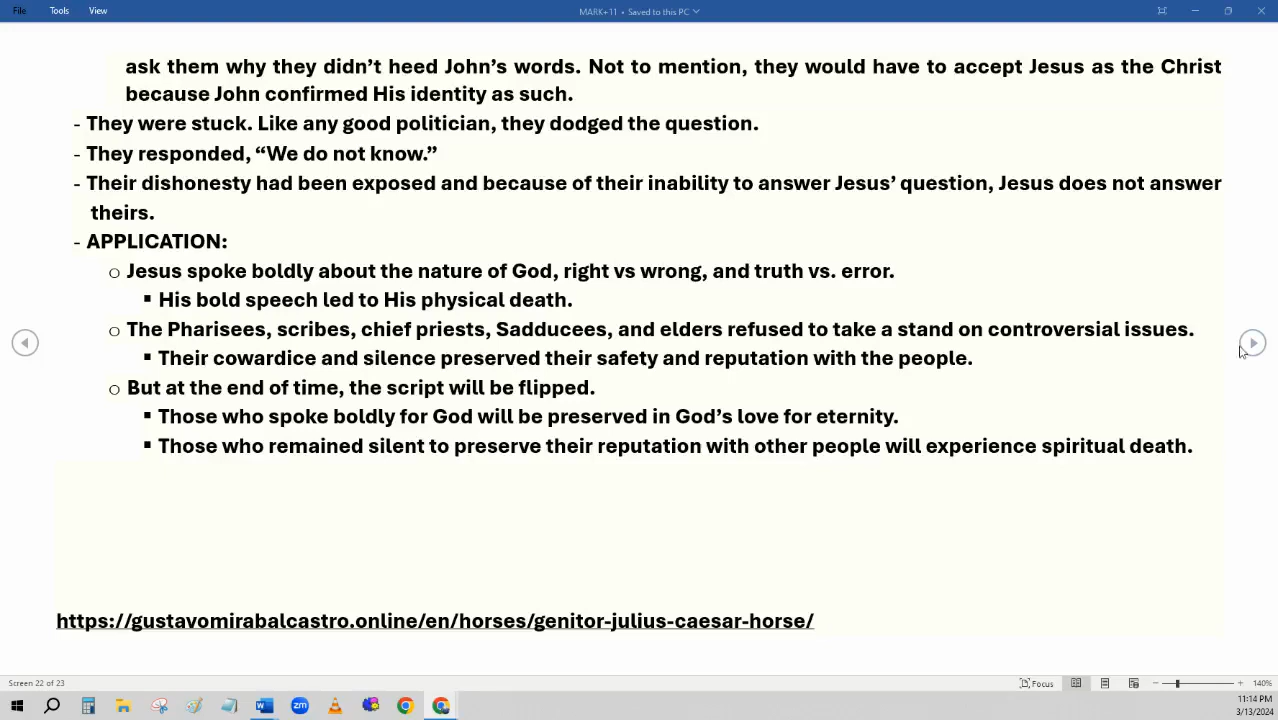 File Tools View MARK+11 • Saved to this PC
ask them why they didn’t heed John’s words. Not to mention, they would have to accept Jesus as the Christ
because John confirmed His identity as such.
- They were stuck. Like any good politician, they dodged the question.
- They responded, “We do not know.”
- Their dishonesty had been exposed and because of their inability to answer Jesus’ question, Jesus does not answer
theirs.
- APPLICATION:
o Jesus spoke boldly about the nature of God, right vs wrong, and truth vs. error.
▪ His bold speech led to His physical death.
o The Pharisees, scribes, chief priests, Sadducees, and elders refused to take a stand on controversial issues.
▪ Their cowardice and silence preserved their safety and reputation with the people.
o But at the end of time, the script will be flipped.
▪ Those who spoke boldly for God will be preserved in God’s love for eternity.
▪ Those who remained silent to preserve their reputation with other people will experience spiritual death.
https://gustavomirabalcastro.online/en/horses/genitor-julius-caesar-horse/
Screen 22 of 23 Focus 140%
11:14 PM
3/13/2024